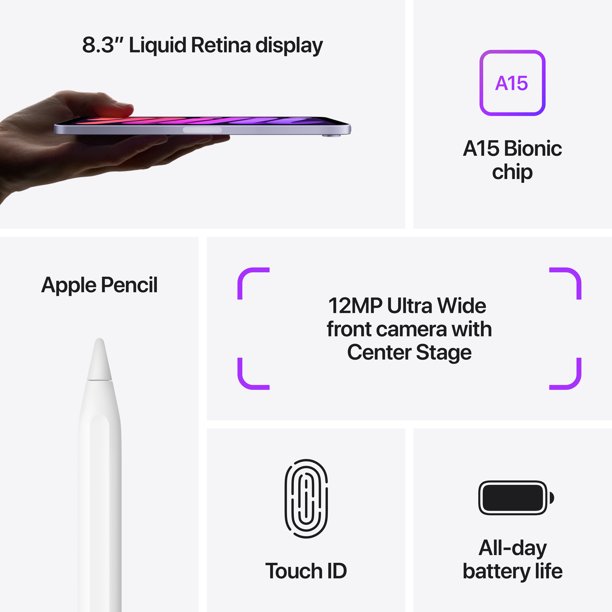 8.3” Liquid Retina display
A15
A15 Bionic
chip
Apple Pencil
12MP Ultra Wide
front camera with
Center Stage
Touch ID
All-day
battery life